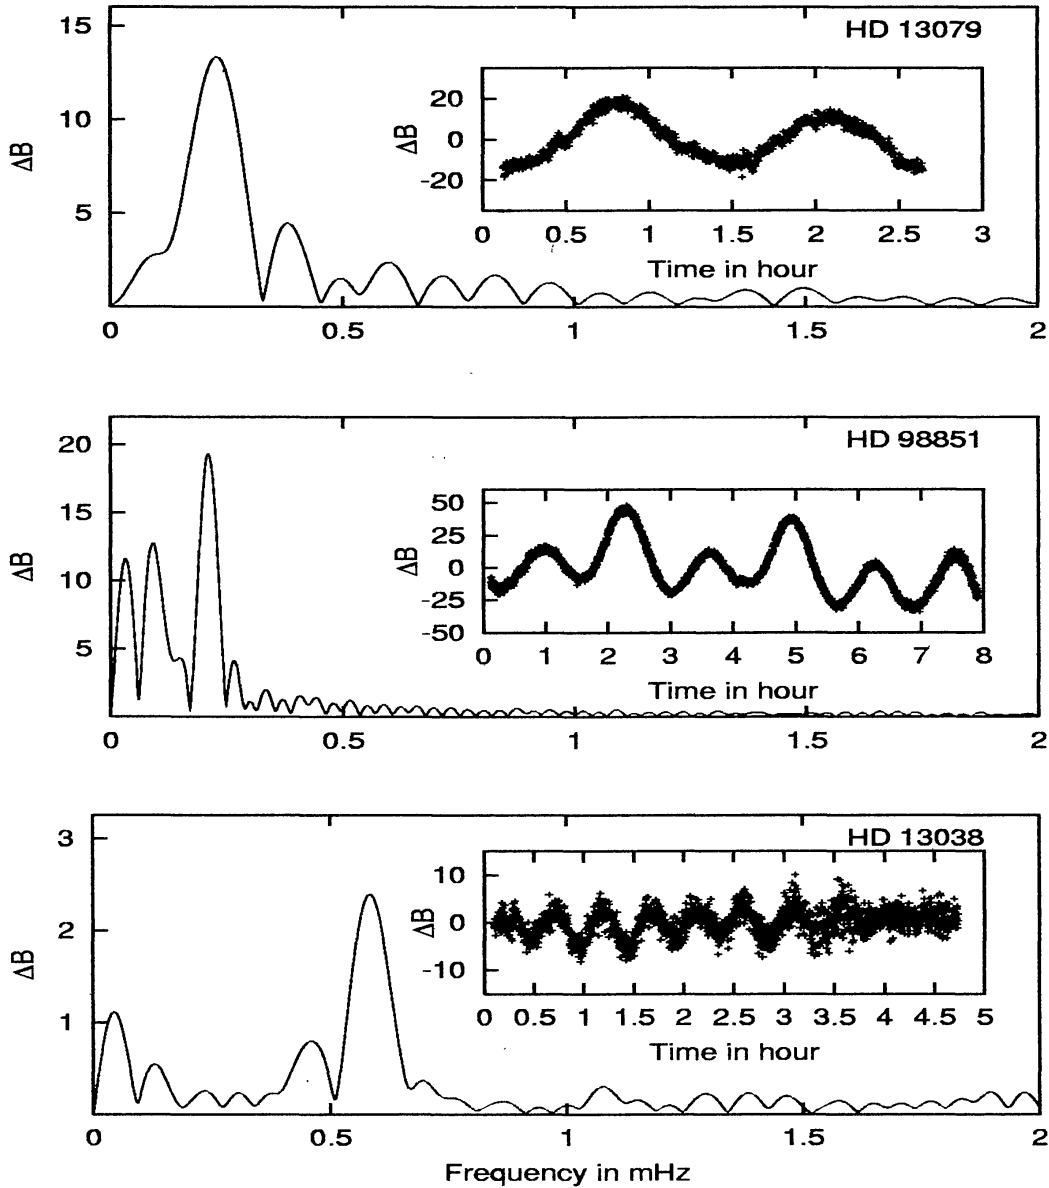 HD 13079
15
10
5
ΔB
0 0.5 1 1.5 2
20
0
-20
ΔB
0 0.5 1 1.5 2 2.5 3
Time in hour
HD 98851
20
15
10
5
ΔB
0 0.5 1 1.5 2
50
25
0
-25
-50
ΔB
0 1 2 3 4 5 6 7 8
Time in hour
HD 13038
3
2
1
ΔB
0 0.5 1 1.5 2
10
0
-10
ΔB
0 0.5 1 1.5 2 2.5 3 3.5 4 4.5 5
Time in hour
Frequency in mHz